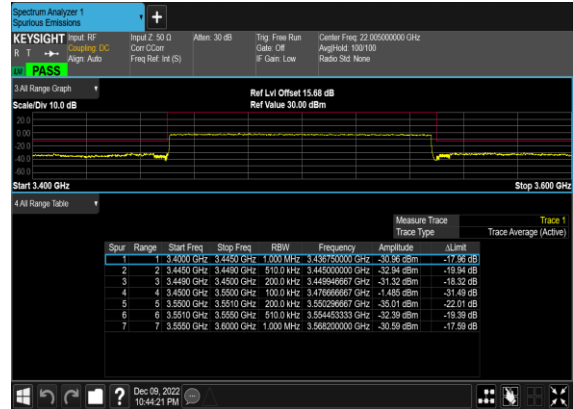 Spectrum Analyzer 1
Spurious Emissions
KEYSIGHT
R T
PASS
Input: RF
Coupling: DC
Align: Auto
Input Z: 50 Ω
Corr CCorr
Freq Ref: Int (S)
Atten: 30 dB
Trig: Free Run
Gate: Off
IF Gain: Low
Center Freq: 22.005000000 GHz
Avg|Hold: 100/100
Radio Std: None
3 All Range Graph
Scale/Div 10.0 dB
Ref Lvl Offset 15.68 dB
Ref Value 30.00 dBm
20.0
0.00
-20.0
-40.0
-60.0
Start 3.400 GHz Stop 3.600 GHz
4 All Range Table
Measure Trace Trace 1
Trace Type Trace Average (Active)
Spur Range Start Freq Stop Freq RBW Frequency Amplitude ΔLimit
1 1 3.4000 GHz 3.4450 GHz 1.000 MHz 3.436750000 GHz -30.96 dBm -17.96 dB
2 2 3.4450 GHz 3.4490 GHz 510.0 kHz 3.445000000 GHz -32.94 dBm -19.94 dB
3 3 3.4490 GHz 3.4500 GHz 200.0 kHz 3.449946667 GHz -31.32 dBm -18.32 dB
4 4 3.4500 GHz 3.5500 GHz 100.0 kHz 3.476666667 GHz -1.485 dBm -31.49 dB
5 5 3.5500 GHz 3.5510 GHz 200.0 kHz 3.550296667 GHz -35.01 dBm -22.01 dB
6 6 3.5510 GHz 3.5550 GHz 510.0 kHz 3.554453333 GHz -32.39 dBm -19.39 dB
7 7 3.5550 GHz 3.6000 GHz 1.000 MHz 3.568200000 GHz -30.59 dBm -17.59 dB
Dec 09, 2022
10:44:21 PM